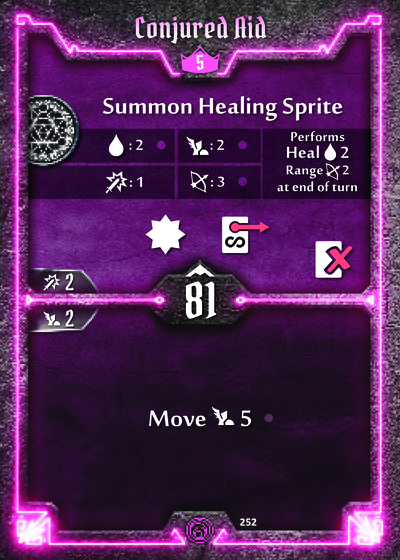 Conjured Aid
5
Summon Healing Sprite
: 2
: 2
Performs
Heal 2
Range 2
at end of turn
: 1
: 3
2
81
2
Move 5
252